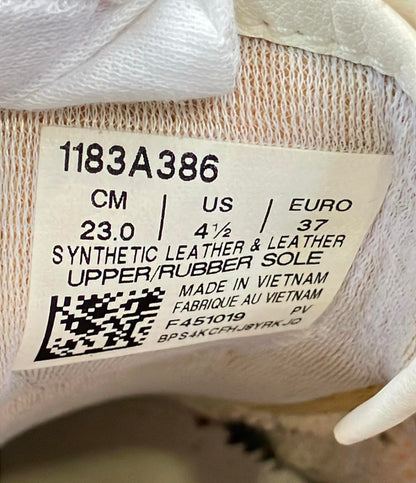 1183A386
CM | US | EURO
23.0 | 4½ | 37
SYNTHETIC LEATHER & LEATHER
UPPER/RUBBER SOLE
MADE IN VIETNAM
FABRIQUE AU VIETNAM
F451019 PV
BPS4KCFHJ8YRKJQ